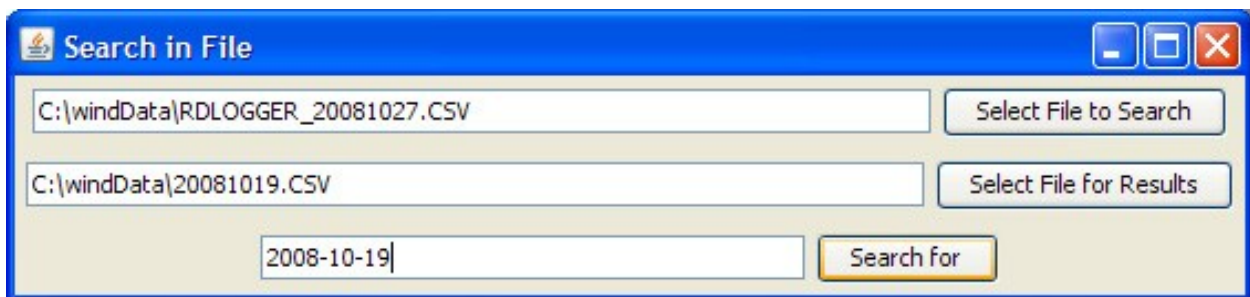 Search in File
C:\windData\RDLOGGER_20081027.CSV Select File to Search
C:\windData\20081019.CSV Select File for Results
2008-10-19 Search for